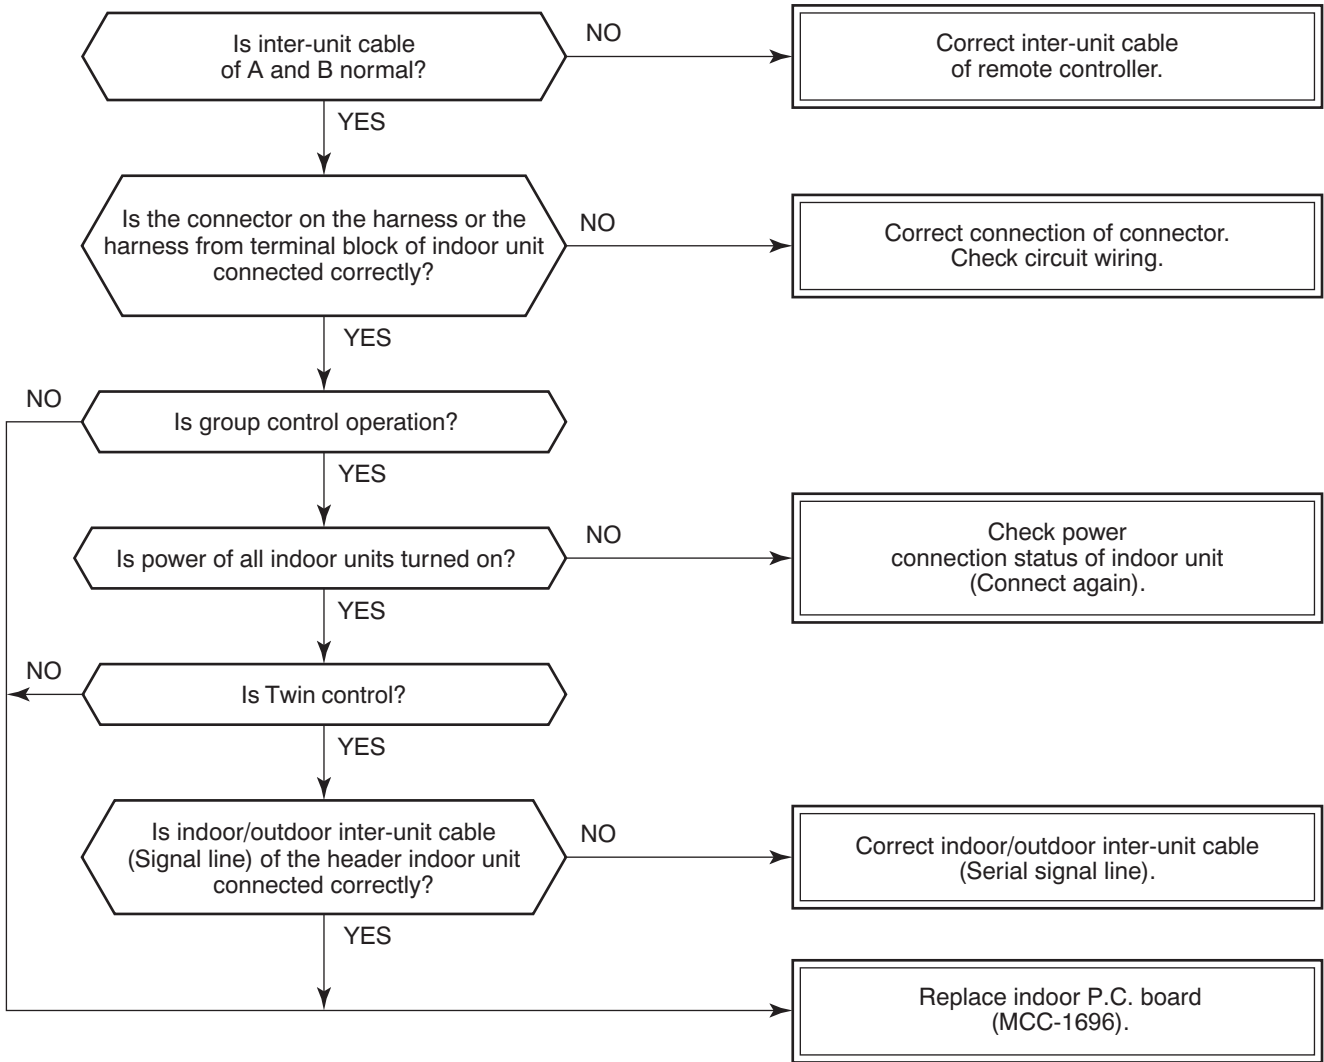 Is inter-unit cable
of A and B normal?
NO
Correct inter-unit cable
of remote controller.
YES
Is the connector on the harness or the
harness from terminal block of indoor unit
connected correctly?
NO
Correct connection of connector.
Check circuit wiring.
YES
NO
Is group control operation?
YES
Is power of all indoor units turned on?
NO
Check power
connection status of indoor unit
(Connect again).
YES
NO
Is Twin control?
YES
Is indoor/outdoor inter-unit cable
(Signal line) of the header indoor unit
connected correctly?
NO
Correct indoor/outdoor inter-unit cable
(Serial signal line).
YES
Replace indoor P.C. board
(MCC-1696).